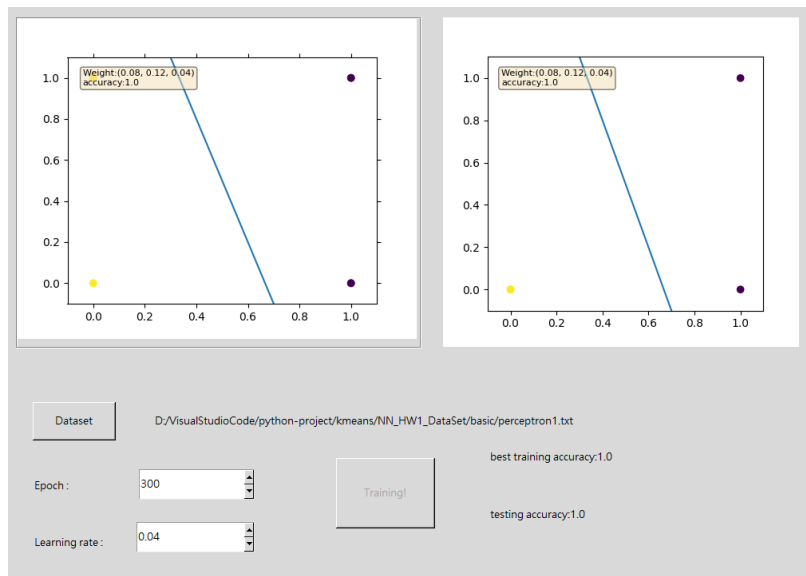 Weight:(0.08, 0.12, 0.04)
accuracy:1.0
1.0
0.8
0.6
0.4
0.2
0.0
0.0 0.2 0.4 0.6 0.8 1.0
Weight:(0.08, 0.12, 0.04)
accuracy:1.0
1.0
0.8
0.6
0.4
0.2
0.0
0.0 0.2 0.4 0.6 0.8 1.0
Dataset D:/VisualStudioCode/python-project/kmeans/NN_HW1_DataSet/basic/perceptron1.txt
best training accuracy:1.0
Epoch : 300 Training!
testing accuracy:1.0
Learning rate : 0.04